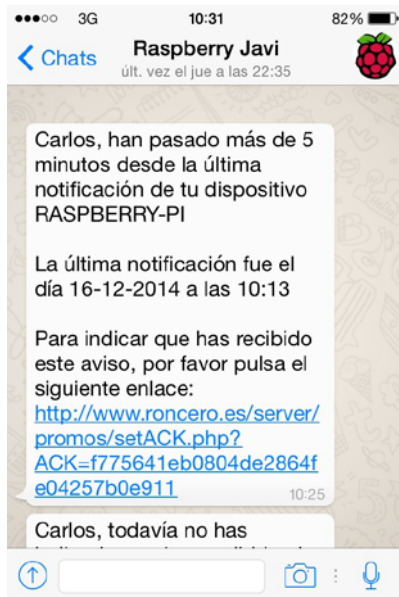 3G 10:31 82%
Chats Raspberry Javi
últ. vez el jue a las 22:35
Carlos, han pasado más de 5
minutos desde la última
notificación de tu dispositivo
RASPBERRY-PI
La última notificación fue el
día 16-12-2014 a las 10:13
Para indicar que has recibido
este aviso, por favor pulsa el
siguiente enlace:
http://www.roncero.es/server/
promos/setACK.php?
ACK=f775641eb0804de2864f
e04257b0e911
10:25
Carlos, todavía no has